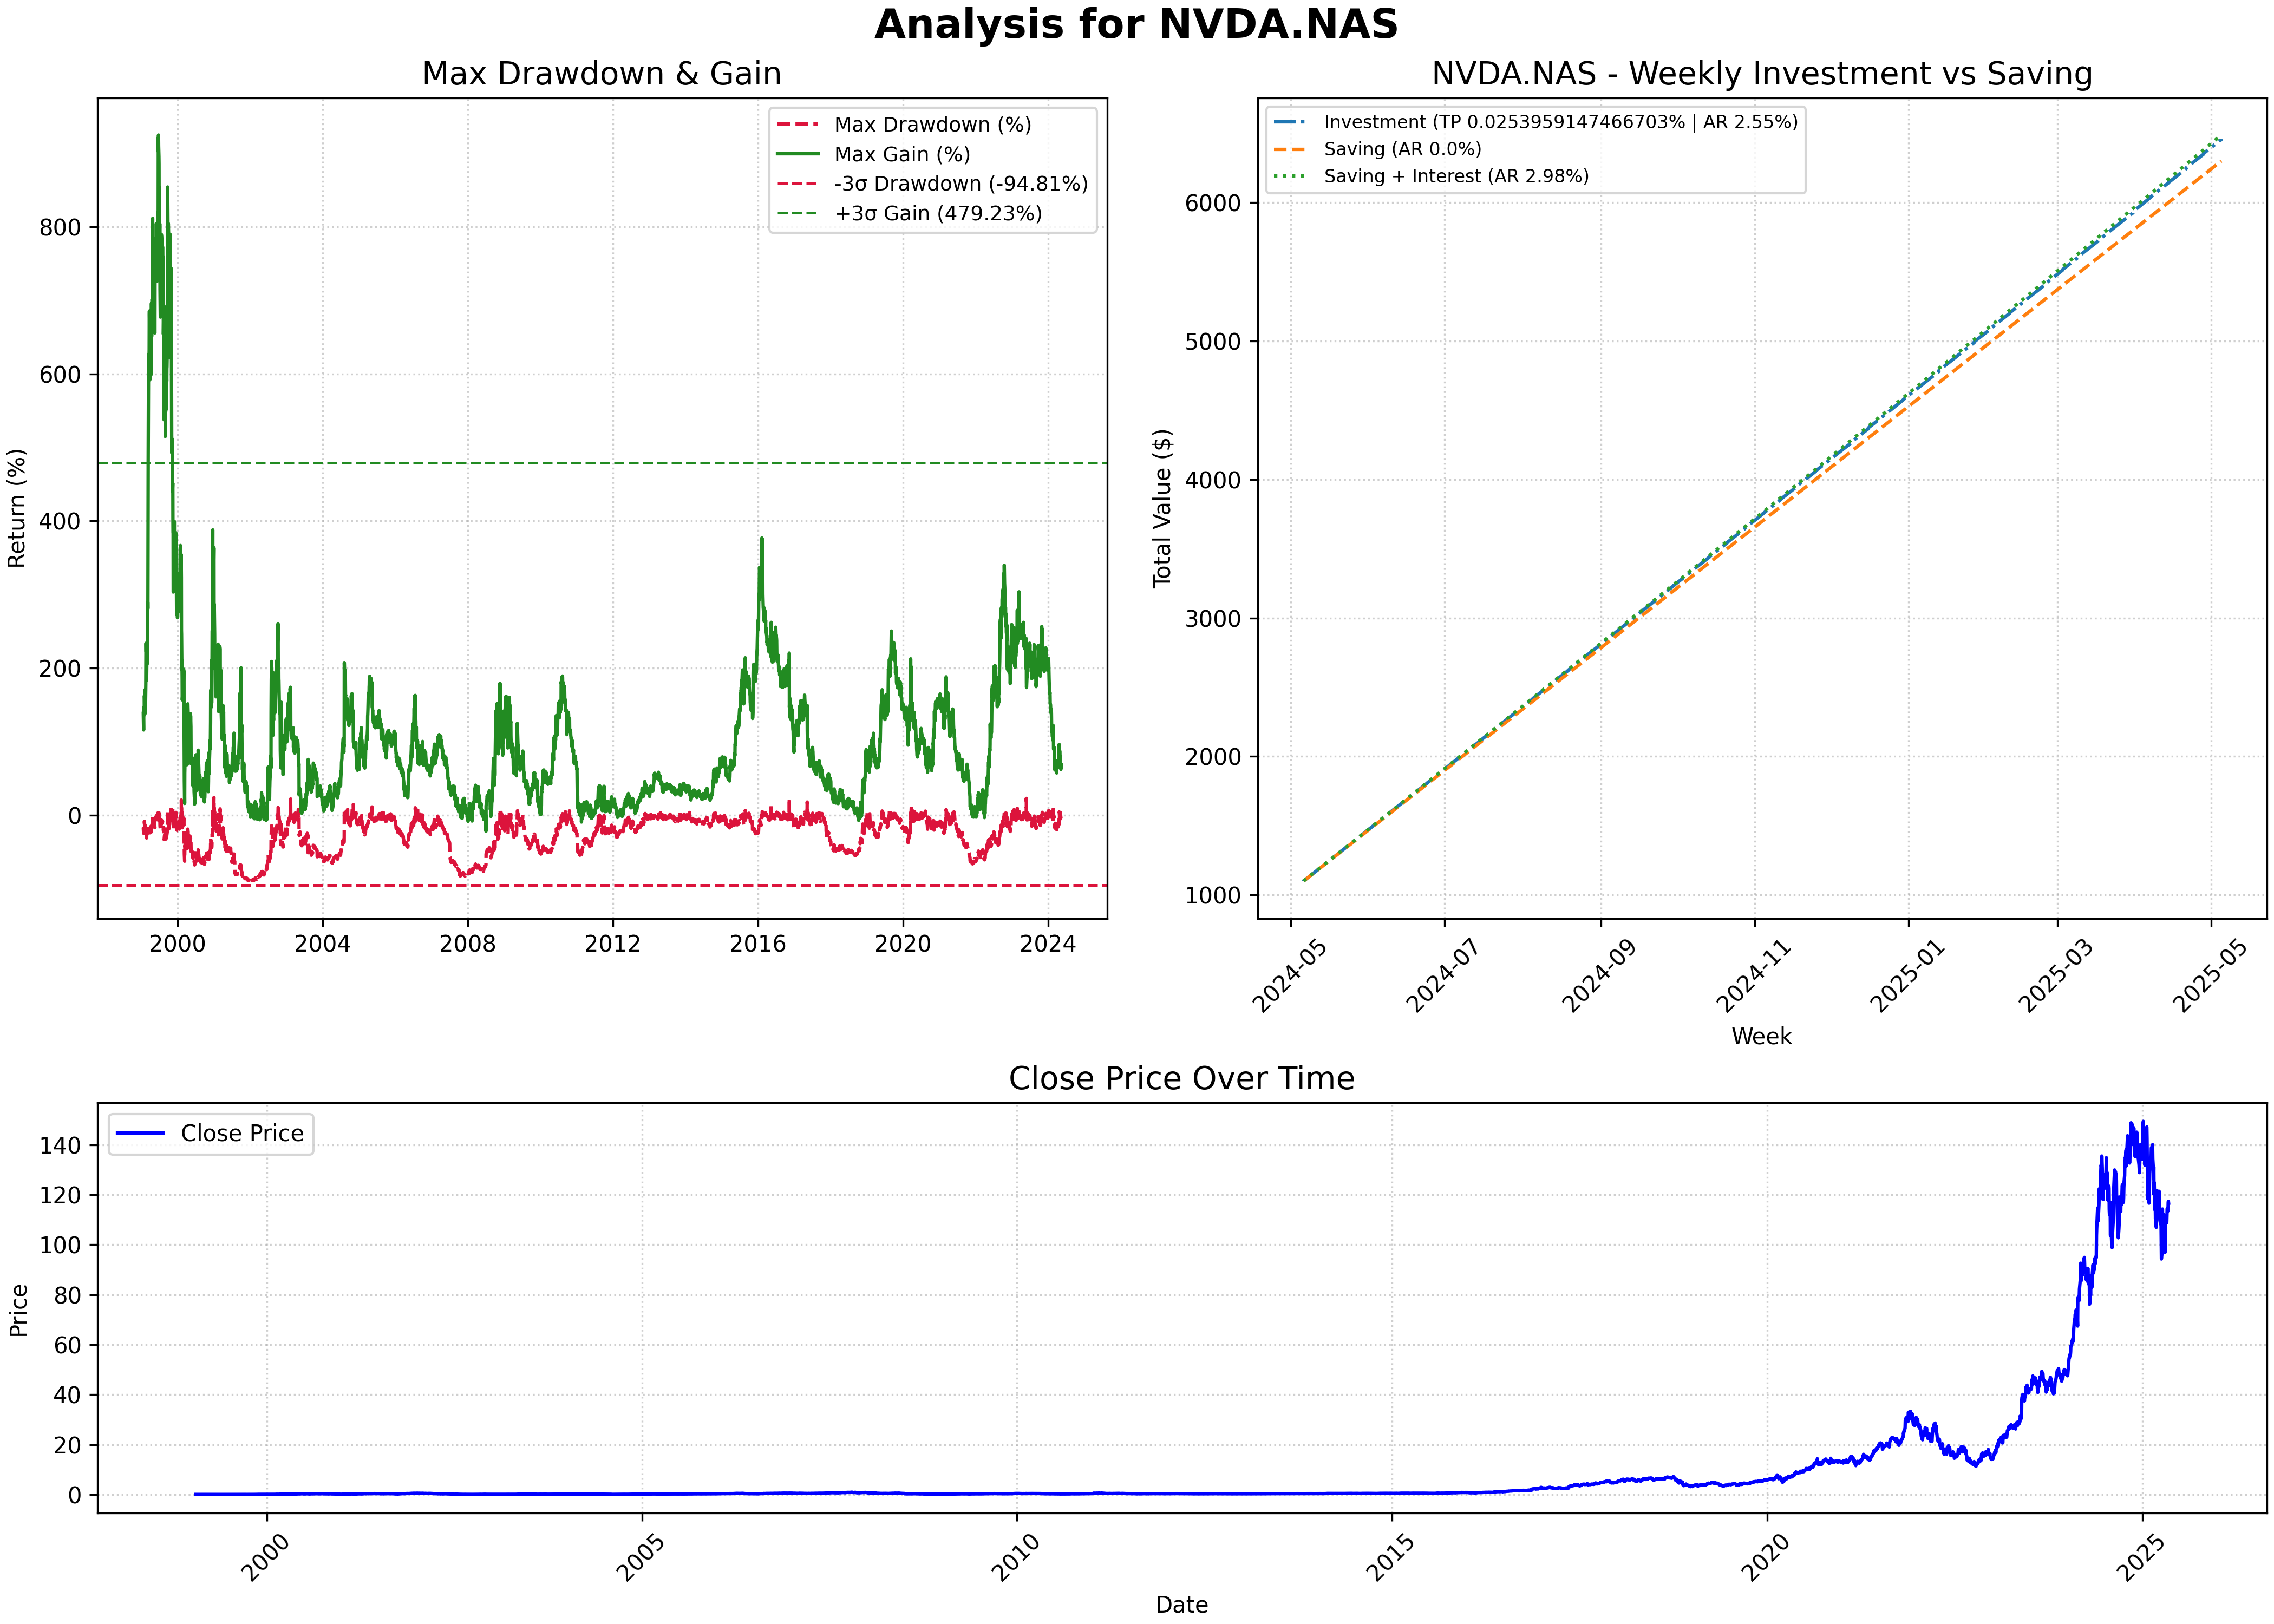 Analysis for NVDA.NAS
Max Drawdown & Gain
Max Drawdown (%)
Max Gain (%)
-3σ Drawdown (-94.81%)
+3σ Gain (479.23%)
Return (%)
800
600
400
200
0
2000 2004 2008 2012 2016 2020 2024
NVDA.NAS - Weekly Investment vs Saving
Investment (TP 0.0253959147466703% | AR 2.55%)
Saving (AR 0.0%)
Saving + Interest (AR 2.98%)
Total Value ($)
6000
5000
4000
3000
2000
1000
2024-05 2024-07 2024-09 2024-11 2025-01 2025-03 2025-05
Week
Close Price Over Time
Close Price
Price
140
120
100
80
60
40
20
0
2000 2005 2010 2015 2020 2025
Date